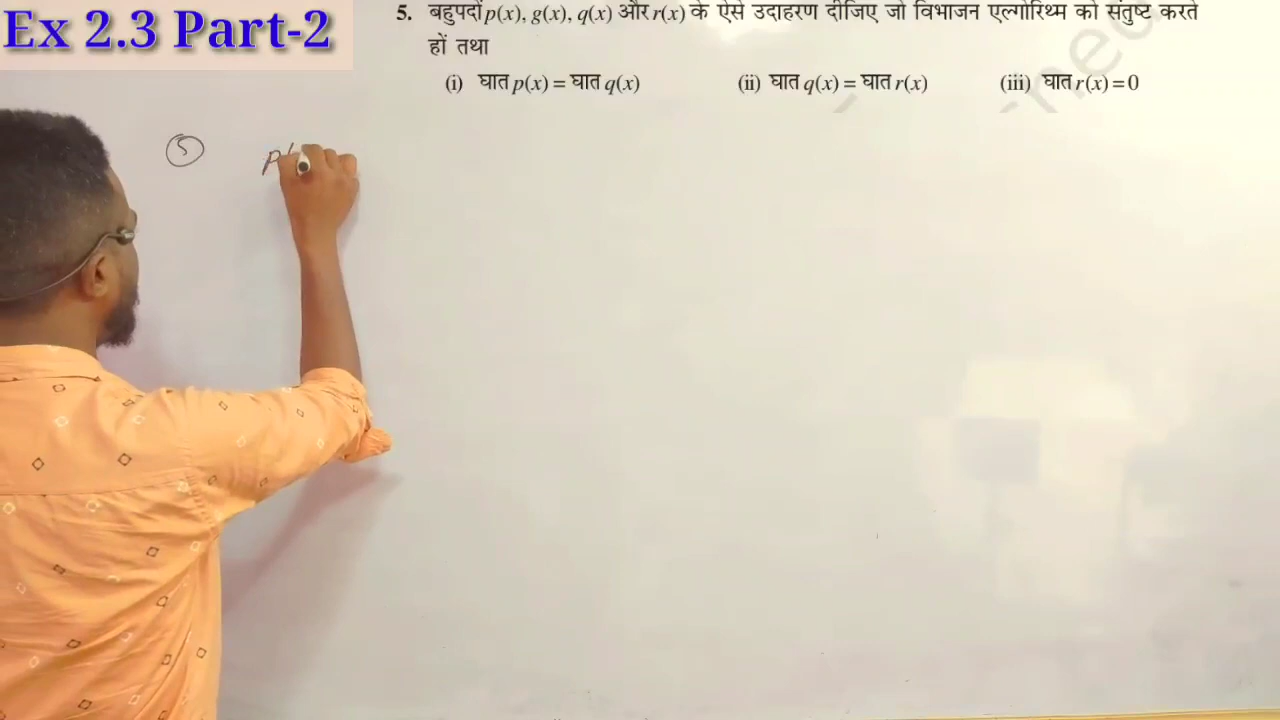 Ex 2.3 Part-2
5. बहुपदों p(x), g(x), q(x) और r(x) के ऐसे उदाहरण दीजिए जो विभाजन एल्गोरिथ्म को संतुष्ट करते
हों तथा
(i) घात p(x) = घात q(x) (ii) घात q(x) = घात r(x) (iii) घात r(x) = 0
5 p(